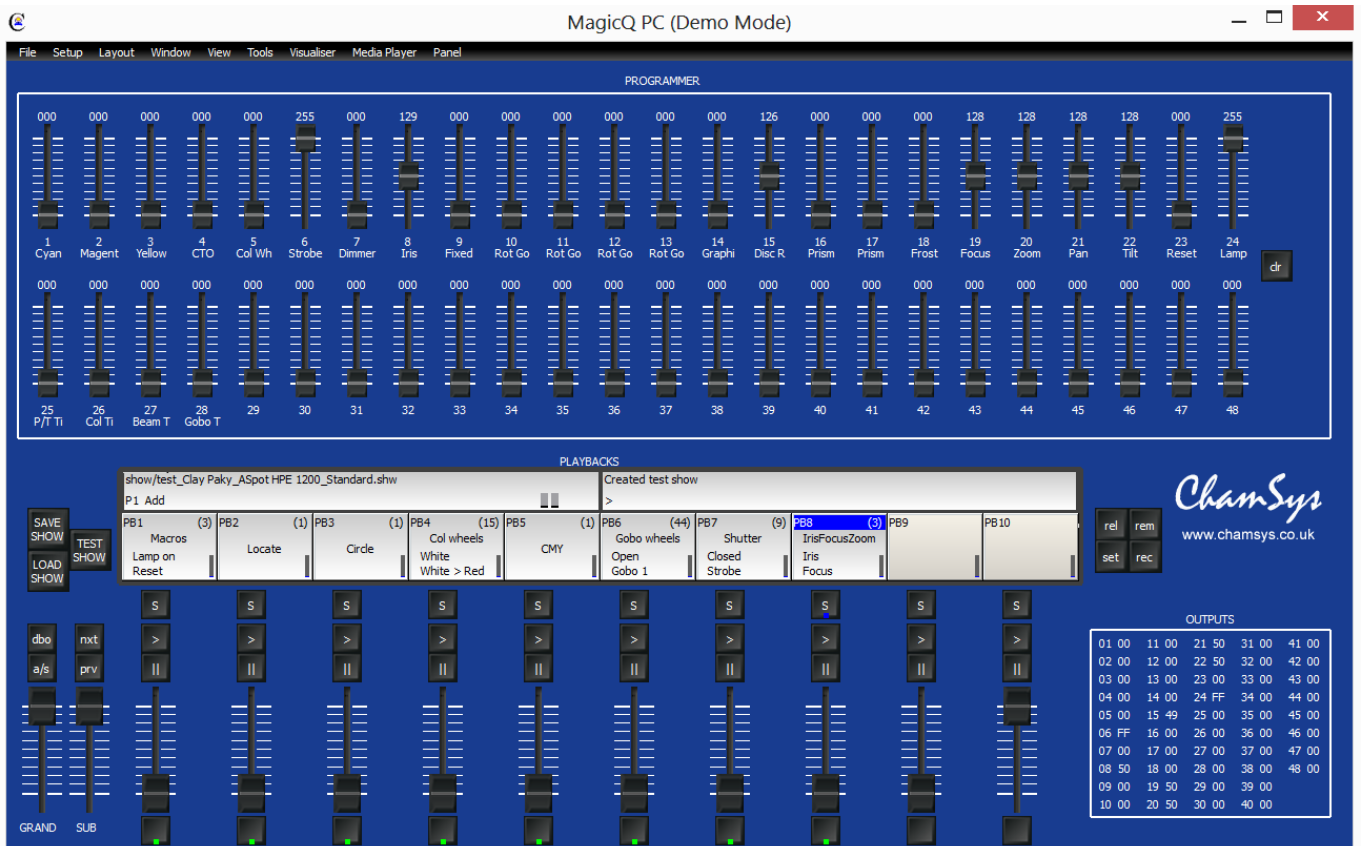 MagicQ PC (Demo Mode)
File Setup Layout Window View Tools Visualiser Media Player Panel
PROGRAMMER
000 000 000 000 000 255 000 129 000 000 000 000 000 000 126 000 000 000 128 128 128 128 000 255
1 2 3 4 5 6 7 8 9 10 11 12 13 14 15 16 17 18 19 20 21 22 23 24
Cyan Magent Yellow CTO Col Wh Strobe Dimmer Iris Fixed Rot Go Rot Go Rot Go Rot Go Graphi Disc R Prism Prism Frost Focus Zoom Pan Tilt Reset Lamp
clr
000 000 000 000 000 000 000 000 000 000 000 000 000 000 000 000 000 000 000 000 000 000 000 000
25 26 27 28 29 30 31 32 33 34 35 36 37 38 39 40 41 42 43 44 45 46 47 48
P/T Ti Col Ti Beam T Gobo T
PLAYBACKS
show/test_Clay Paky_ASpot HPE 1200_Standard.shw Created test show
P1 Add >
PB1 (3) PB2 (1) PB3 (1) PB4 (15) PB5 (1) PB6 (44) PB7 (9) PB8 (3) PB9 PB10
Macros Locate Circle Col wheels CMY Gobo wheels Shutter IrisFocusZoom
Lamp on White Open Closed Iris
Reset White > Red Gobo 1 Strobe Focus
SAVE SHOW
TEST SHOW
LOAD SHOW
ChamSys
www.chamsys.co.uk
rel rem
set rec
S S S S S S S S S S
dbo nxt > > > > > > > > > >
a/s prv || || || || || || || || || ||
GRAND SUB
OUTPUTS
01 00 11 00 21 50 31 00 41 00
02 00 12 00 22 50 32 00 42 00
03 00 13 00 23 00 33 00 43 00
04 00 14 00 24 FF 34 00 44 00
05 00 15 49 25 00 35 00 45 00
06 FF 16 00 26 00 36 00 46 00
07 00 17 00 27 00 37 00 47 00
08 50 18 00 28 00 38 00 48 00
09 00 19 50 29 00 39 00
10 00 20 50 30 00 40 00